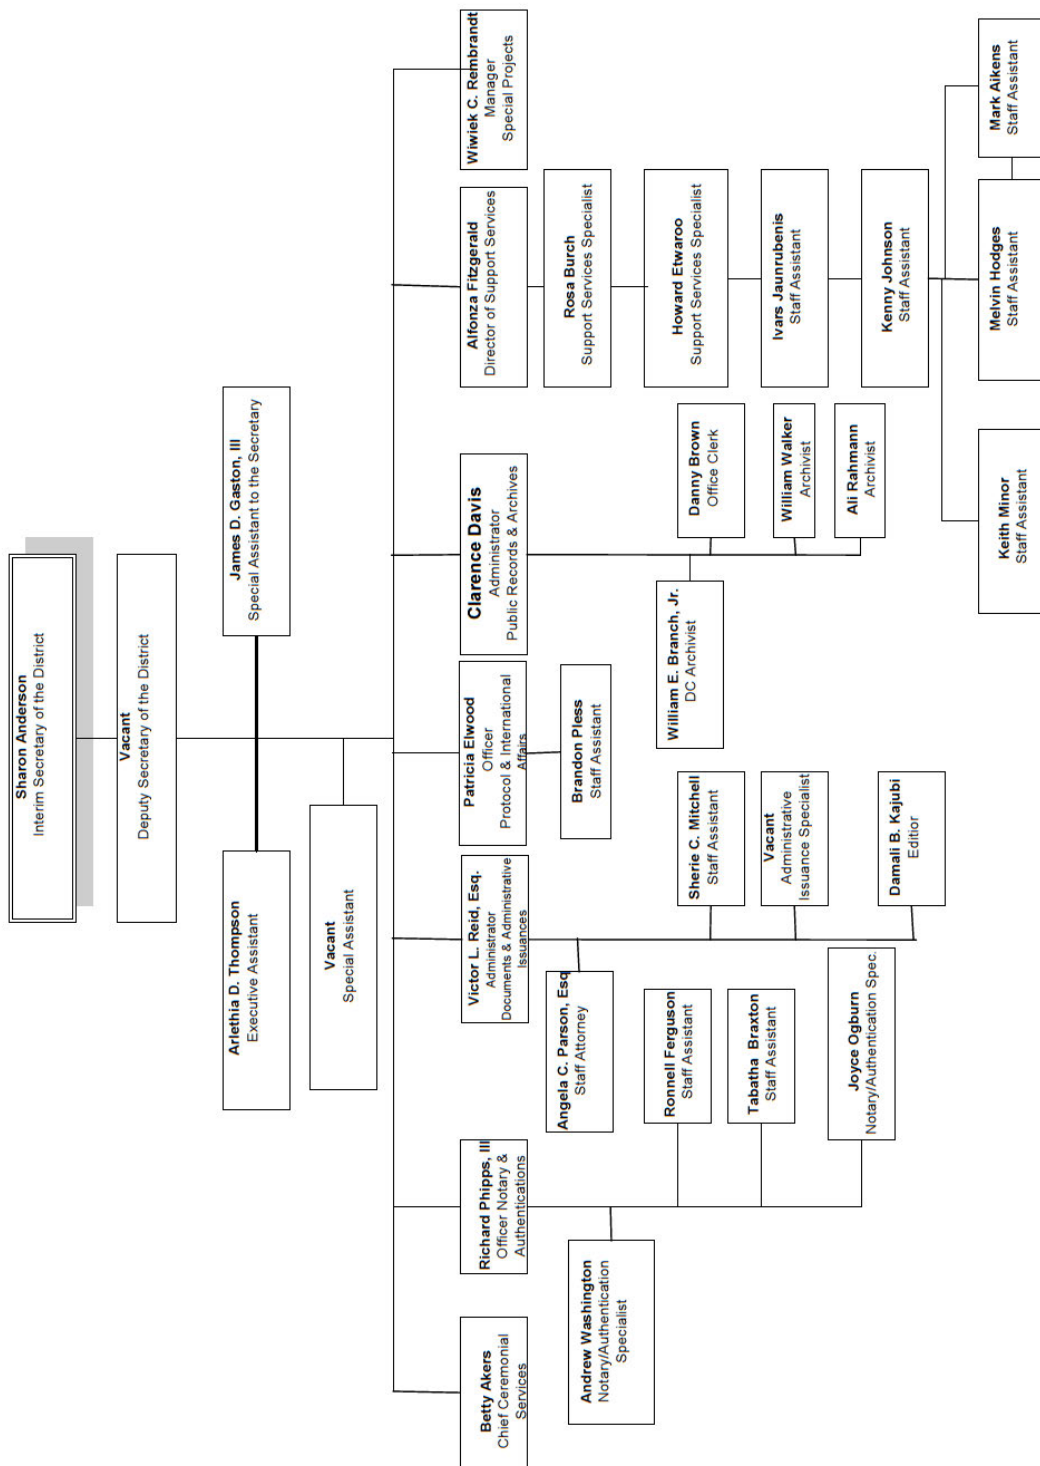 Sharon Anderson
Interim Secretary of the District
Vacant
Deputy Secretary of the District
Arlethia D. Thompson
Executive Assistant
James D. Gaston, III
Special Assistant to the Secretary
Vacant
Special Assistant
Betty Akers
Chief Ceremonial
Services
Richard Phipps, III
Officer Notary &
Authentications
Victor L. Reid, Esq.
Administrator
Documents & Administrative
Issuances
Patricia Elwood
Officer
Protocol & International
Affairs
Clarence Davis
Administrator
Public Records & Archives
Alfonza Fitzgerald
Director of Support Services
Wiwiek C. Rembrandt
Manager
Special Projects
Andrew Washington
Notary/Authentication
Specialist
Ronnell Ferguson
Staff Assistant
Tabatha Braxton
Staff Assistant
Joyce Ogburn
Notary/Authentication Spec.
Angela C. Parson, Esq
Staff Attorney
Sherie C. Mitchell
Staff Assistant
Vacant
Administrative
Issuance Specialist
Damali B. Kajubi
Editior
Brandon Pless
Staff Assistant
William E. Branch, Jr.
DC Archivist
Danny Brown
Office Clerk
William Walker
Archivist
Ali Rahmann
Archivist
Rosa Burch
Support Services Specialist
Howard Etwaroo
Support Services Specialist
Ivars Jaunrubenis
Staff Assistant
Kenny Johnson
Staff Assistant
Keith Minor
Staff Assistant
Melvin Hodges
Staff Assistant
Mark Aikens
Staff Assistant